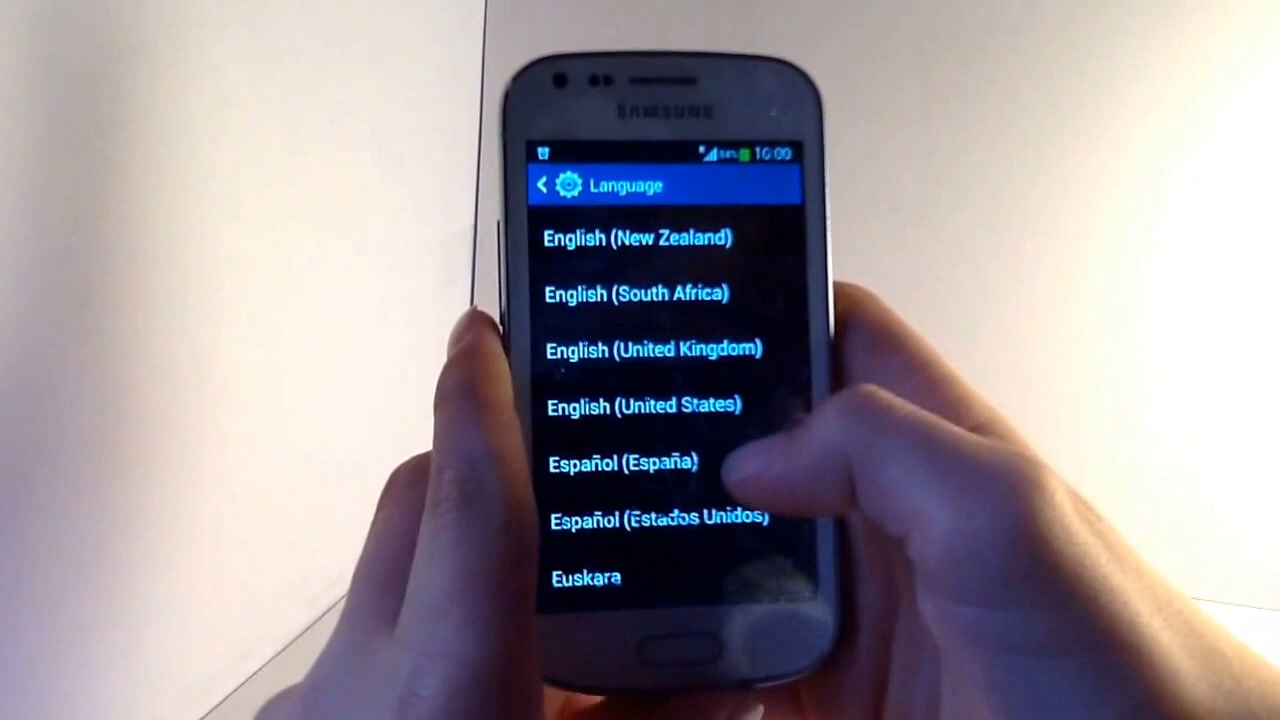 SAMSUNG
10:00
Language
English (New Zealand)
English (South Africa)
English (United Kingdom)
English (United States)
Español (España)
Español (Estados Unidos)
Euskara